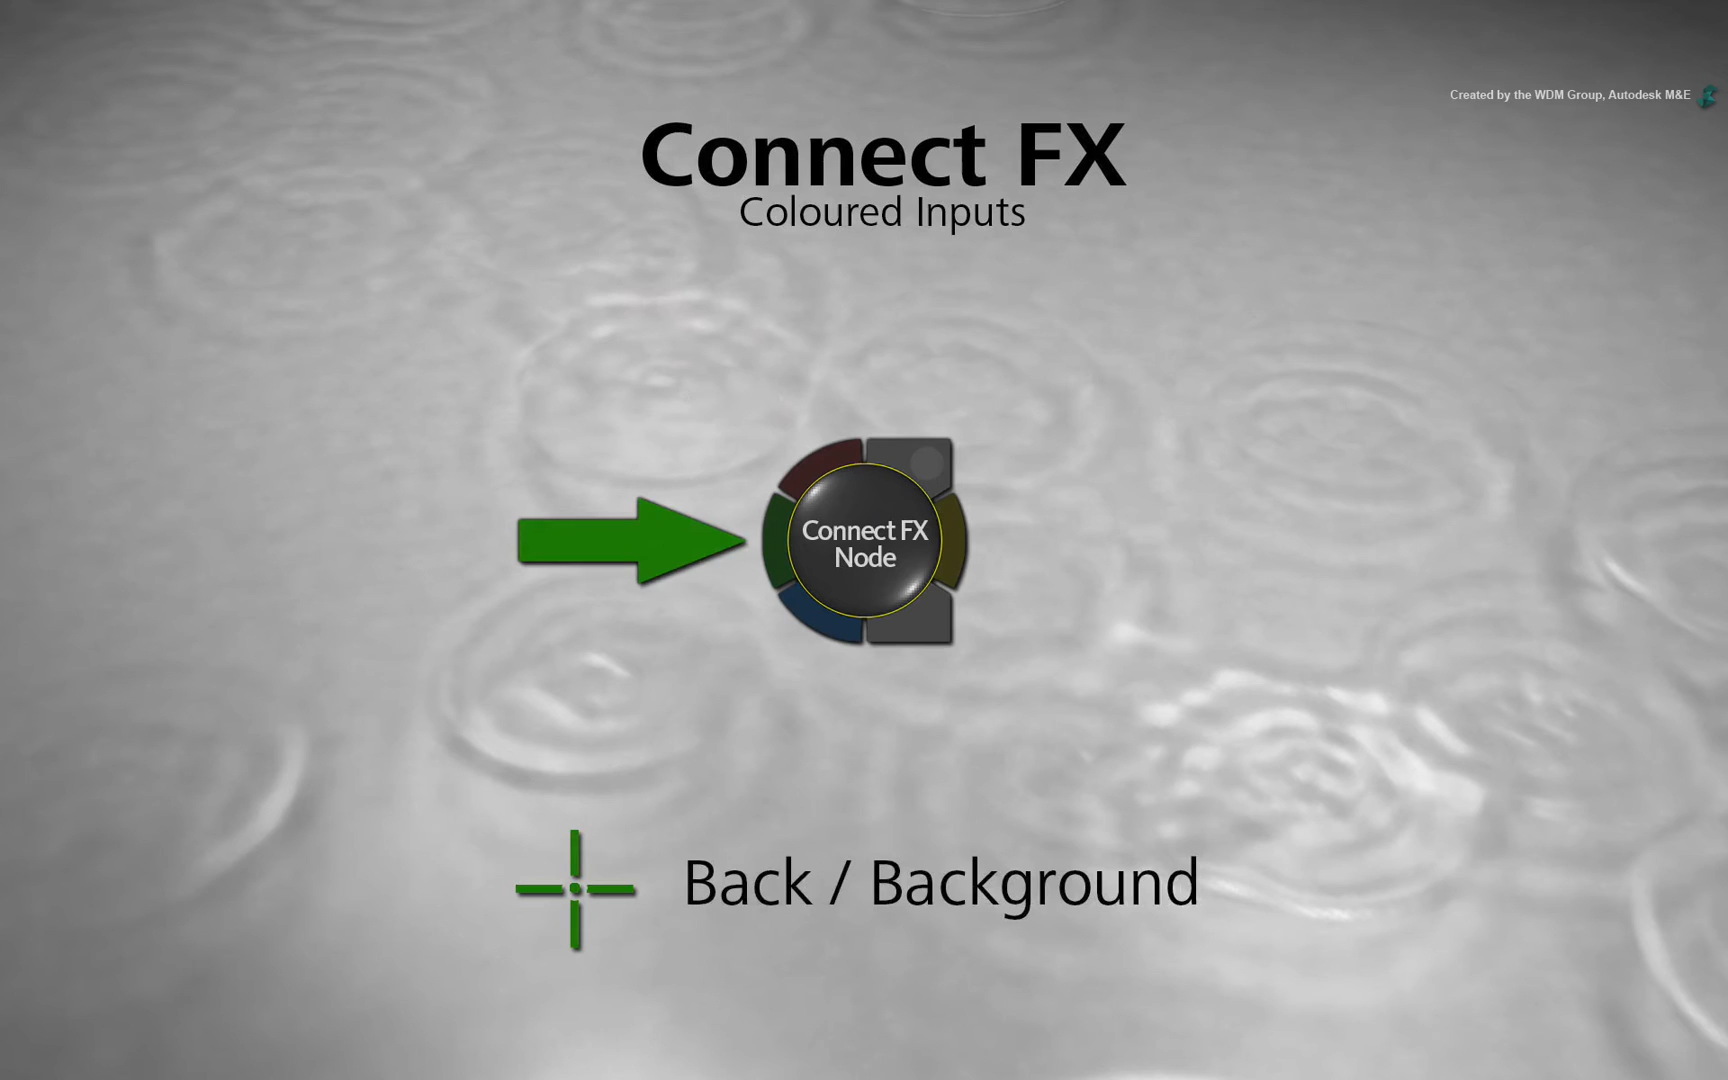 Created by the WDM Group, Autodesk M&E
Connect FX
Coloured Inputs
Connect FX
Node
Back / Background